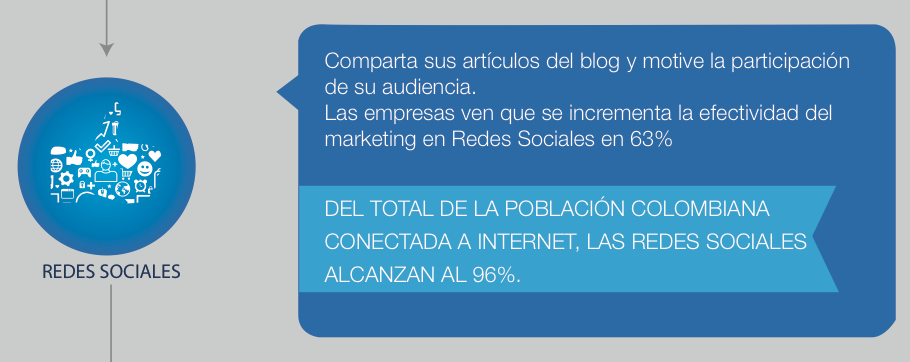 Comparta sus artículos del blog y motive la participación
de su audiencia.
Las empresas ven que se incrementa la efectividad del
marketing en Redes Sociales en 63%
DEL TOTAL DE LA POBLACIÓN COLOMBIANA
CONECTADA A INTERNET, LAS REDES SOCIALES
ALCANZAN AL 96%.
REDES SOCIALES